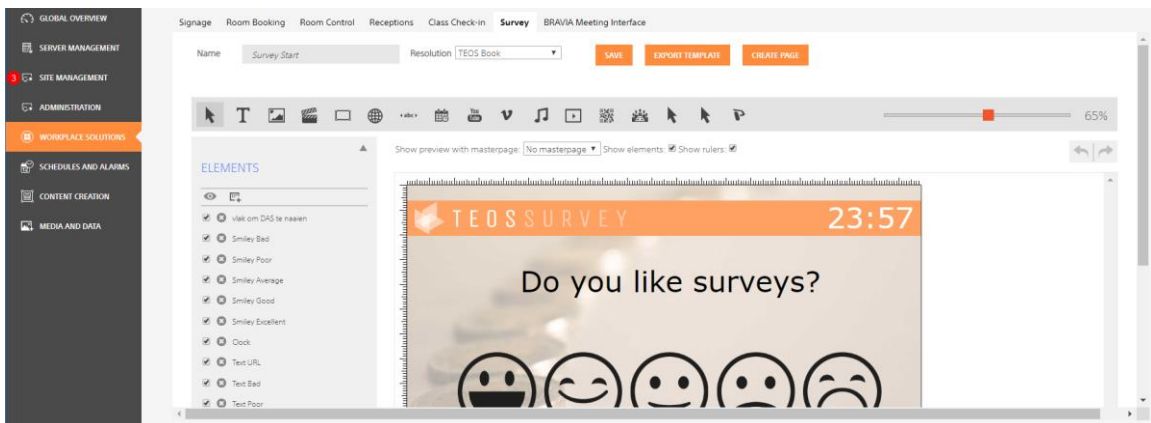 GLOBAL OVERVIEW
SERVER MANAGEMENT
3 SITE MANAGEMENT
ADMINISTRATION
WORKPLACE SOLUTIONS
SCHEDULES AND ALARMS
CONTENT CREATION
MEDIA AND DATA
Signage Room Booking Room Control Receptions Class Check-in Survey BRAVIA Meeting Interface
Name Survey Start Resolution TEOS Book SAVE EXPORT TEMPLATE CREATE PAGE
T <abc> You Tube 65%
Show preview with masterpage: No masterpage Show elements: Show rulers:
ELEMENTS
vlak om DAS te naaien
Smiley Bad
Smiley Poor
Smiley Average
Smiley Good
Smiley Excellent
Clock
Text URL
Text Bad
Text Poor
TEOSSURVEY 23:57
Do you like surveys?